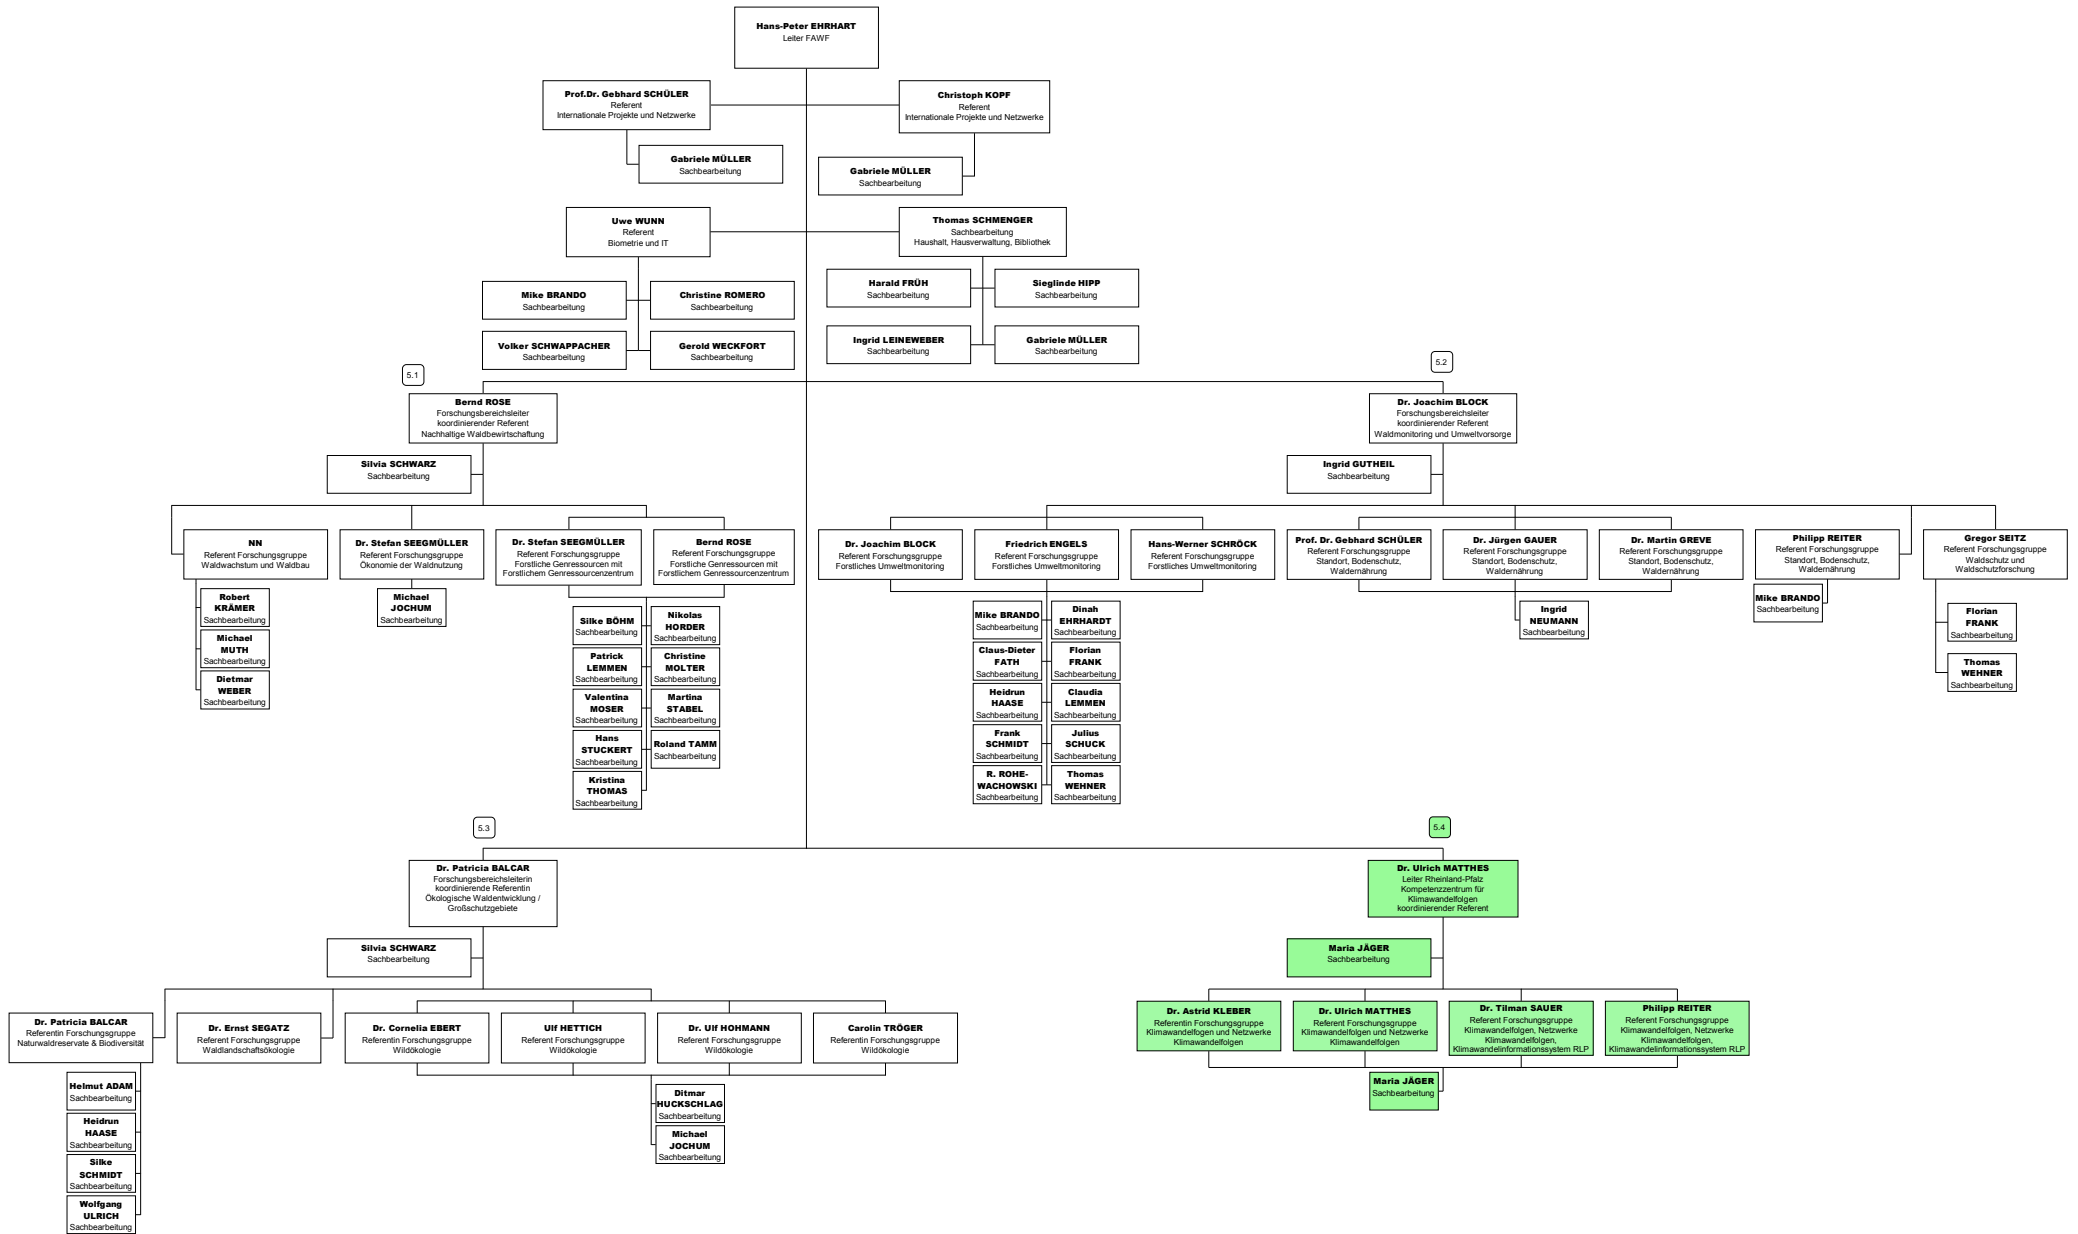 Hans-Peter EHRHART
Leiter FAWF
Prof.Dr. Gebhard SCHÜLER
Referent
Internationale Projekte und Netzwerke
Christoph KOPF
Referent
Internationale Projekte und Netzwerke
Gabriele MÜLLER
Sachbearbeitung
Gabriele MÜLLER
Sachbearbeitung
Uwe WUNN
Referent
Biometrie und IT
Thomas SCHMENGER
Sachbearbeitung
Haushalt, Hausverwaltung, Bibliothek
Mike BRANDO
Sachbearbeitung
Christine ROMERO
Sachbearbeitung
Harald FRÜH
Sachbearbeitung
Sieglinde HIPP
Sachbearbeitung
Volker SCHWAPPACHER
Sachbearbeitung
Gerold WECKFORT
Sachbearbeitung
Ingrid LEINEWEBER
Sachbearbeitung
Gabriele MÜLLER
Sachbearbeitung
5.1
Bernd ROSE
Forschungsbereichsleiter
koordinierender Referent
Nachhaltige Waldbewirtschaftung
Silvia SCHWARZ
Sachbearbeitung
NN
Referent Forschungsgruppe
Waldwachstum und Waldbau
Robert
KRÄMER
Sachbearbeitung
Michael
MUTH
Sachbearbeitung
Dietmar
WEBER
Sachbearbeitung
Dr. Stefan SEEGMÜLLER
Referent Forschungsgruppe
Ökonomie der Waldnutzung
Michael
JOCHUM
Sachbearbeitung
Dr. Stefan SEEGMÜLLER
Referent Forschungsgruppe
Forstliche Genressourcen mit
Forstlichem Genressourcenzentrum
Bernd ROSE
Referent Forschungsgruppe
Forstliche Genressourcen mit
Forstlichem Genressourcenzentrum
Silke BÖHM
Sachbearbeitung
Nikolas
HORDER
Sachbearbeitung
Patrick
LEMMEN
Sachbearbeitung
Christine
MOLTER
Sachbearbeitung
Valentina
MOSER
Sachbearbeitung
Martina
STABEL
Sachbearbeitung
Hans
STUCKERT
Sachbearbeitung
Roland TAMM
Sachbearbeitung
Kristina
THOMAS
Sachbearbeitung
5.2
Dr. Joachim BLOCK
Forschungsbereichsleiter
koordinierender Referent
Waldmonitoring und Umweltvorsorge
Ingrid GUTHEIL
Sachbearbeitung
Dr. Joachim BLOCK
Referent Forschungsgruppe
Forstliches Umweltmonitoring
Friedrich ENGELS
Referent Forschungsgruppe
Forstliches Umweltmonitoring
Hans-Werner SCHRÖCK
Referent Forschungsgruppe
Forstliches Umweltmonitoring
Mike BRANDO
Sachbearbeitung
Dinah
EHRHARDT
Sachbearbeitung
Claus-Dieter
FATH
Sachbearbeitung
Florian
FRANK
Sachbearbeitung
Heidrun
HAASE
Sachbearbeitung
Claudia
LEMMEN
Sachbearbeitung
Frank
SCHMIDT
Sachbearbeitung
Julius
SCHUCK
Sachbearbeitung
R. ROHE-
WACHOWSKI
Sachbearbeitung
Thomas
WEHNER
Sachbearbeitung
Prof. Dr. Gebhard SCHÜLER
Referent Forschungsgruppe
Standort, Bodenschutz,
Waldernährung
Dr. Jürgen GAUER
Referent Forschungsgruppe
Standort, Bodenschutz,
Waldernährung
Dr. Martin GREVE
Referent Forschungsgruppe
Standort, Bodenschutz,
Waldernährung
Ingrid
NEUMANN
Sachbearbeitung
Philipp REITER
Referent Forschungsgruppe
Standort, Bodenschutz,
Waldernährung
Mike BRANDO
Sachbearbeitung
Gregor SEITZ
Referent Forschungsgruppe
Waldschutz und
Waldschutzforschung
Florian
FRANK
Sachbearbeitung
Thomas
WEHNER
Sachbearbeitung
5.3
Dr. Patricia BALCAR
Forschungsbereichsleiterin
koordinierende Referentin
Ökologische Waldentwicklung /
Großschutzgebiete
Silvia SCHWARZ
Sachbearbeitung
Dr. Patricia BALCAR
Referentin Forschungsgruppe
Naturwaldreservate & Biodiversität
Helmut ADAM
Sachbearbeitung
Heidrun
HAASE
Sachbearbeitung
Silke
SCHMIDT
Sachbearbeitung
Wolfgang
ULRICH
Sachbearbeitung
Dr. Ernst SEGATZ
Referent Forschungsgruppe
Waldlandschaftsökologie
Dr. Cornelia EBERT
Referentin Forschungsgruppe
Wildökologie
Ulf HETTICH
Referent Forschungsgruppe
Wildökologie
Dr. Ulf HOHMANN
Referent Forschungsgruppe
Wildökologie
Carolin TRÖGER
Referentin Forschungsgruppe
Wildökologie
Ditmar
HUCKSCHLAG
Sachbearbeitung
Michael
JOCHUM
Sachbearbeitung
5.4
Dr. Ulrich MATTHES
Leiter Rheinland-Pfalz
Kompetenzzentrum für
Klimawandelfolgen
koordinierender Referent
Maria JÄGER
Sachbearbeitung
Dr. Astrid KLEBER
Referentin Forschungsgruppe
Klimawandelfogen und Netzwerke
Klimawandelfolgen
Dr. Ulrich MATTHES
Referent Forschungsgruppe
Klimawandelfolgen und Netzwerke
Klimawandelfolgen
Dr. Tilman SAUER
Referent Forschungsgruppe
Klimawandelfolgen, Netzwerke
Klimawandelfolgen,
Klimawandelinformationssystem RLP
Philipp REITER
Referent Forschungsgruppe
Klimawandelfolgen, Netzwerke
Klimawandelfolgen,
Klimawandelinformationssystem RLP
Maria JÄGER
Sachbearbeitung